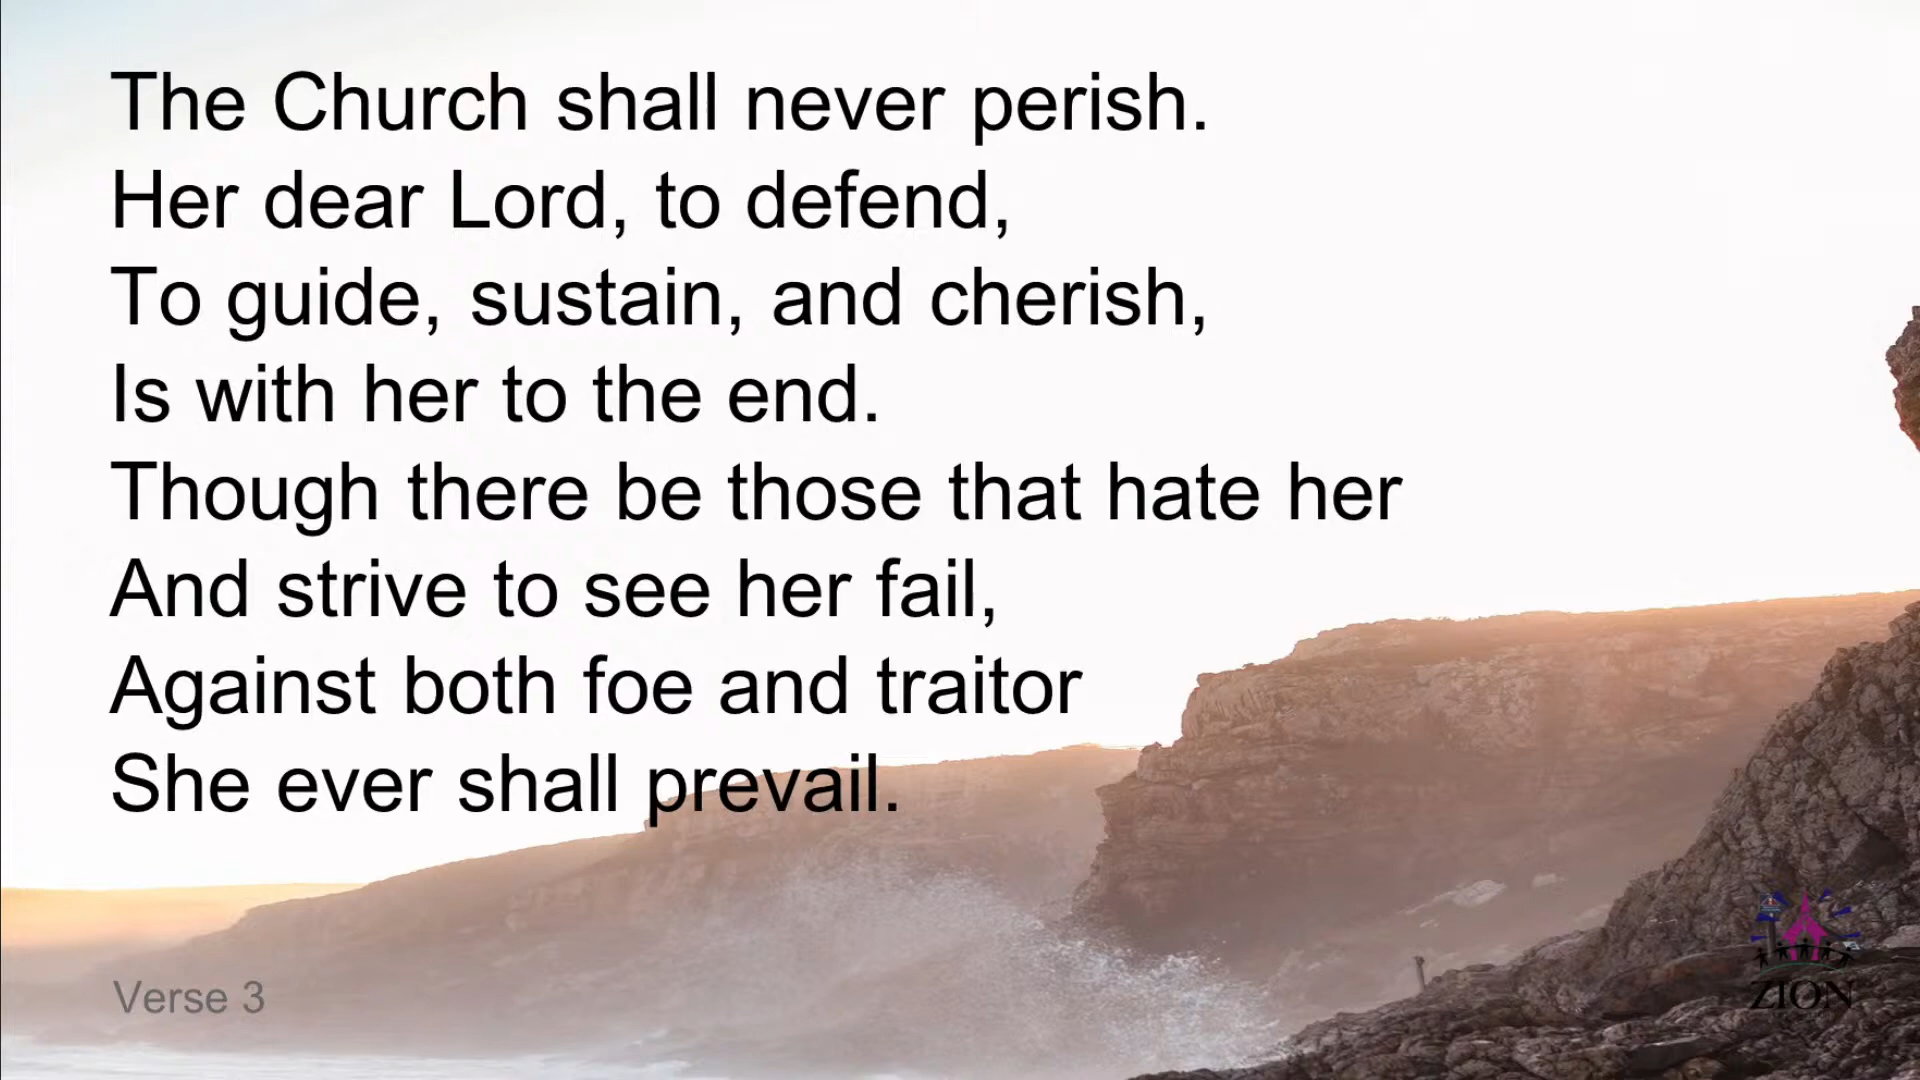 The Church shall never perish.
Her dear Lord, to defend,
To guide, sustain, and cherish,
Is with her to the end.
Though there be those that hate her
And strive to see her fail,
Against both foe and traitor
She ever shall prevail.
Verse 3
ZION